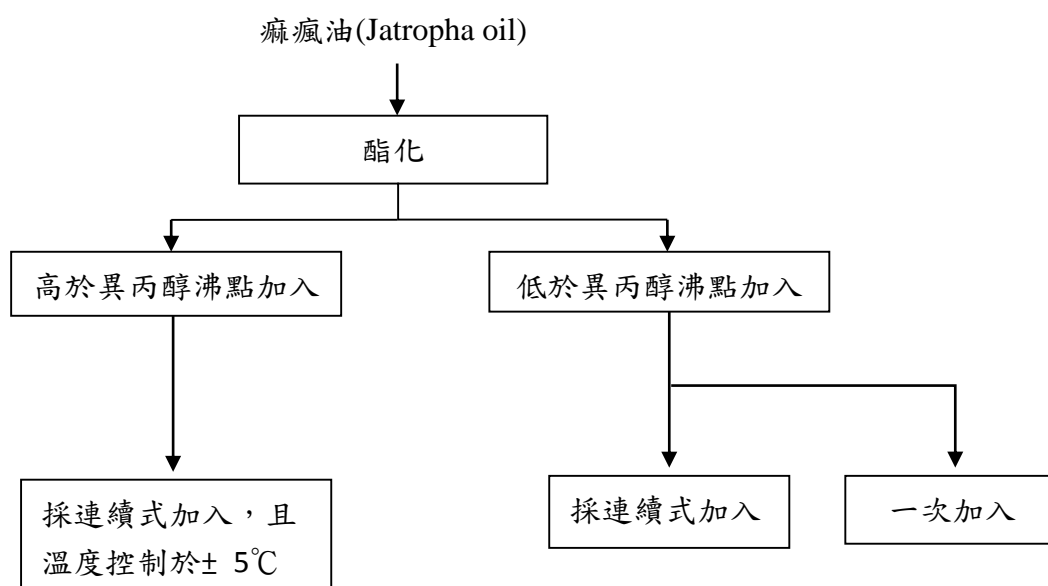 痲瘋油(Jatropha oil)
酯化
高於異丙醇沸點加入
低於異丙醇沸點加入
採連續式加入，且
溫度控制於± 5℃
採連續式加入
一次加入